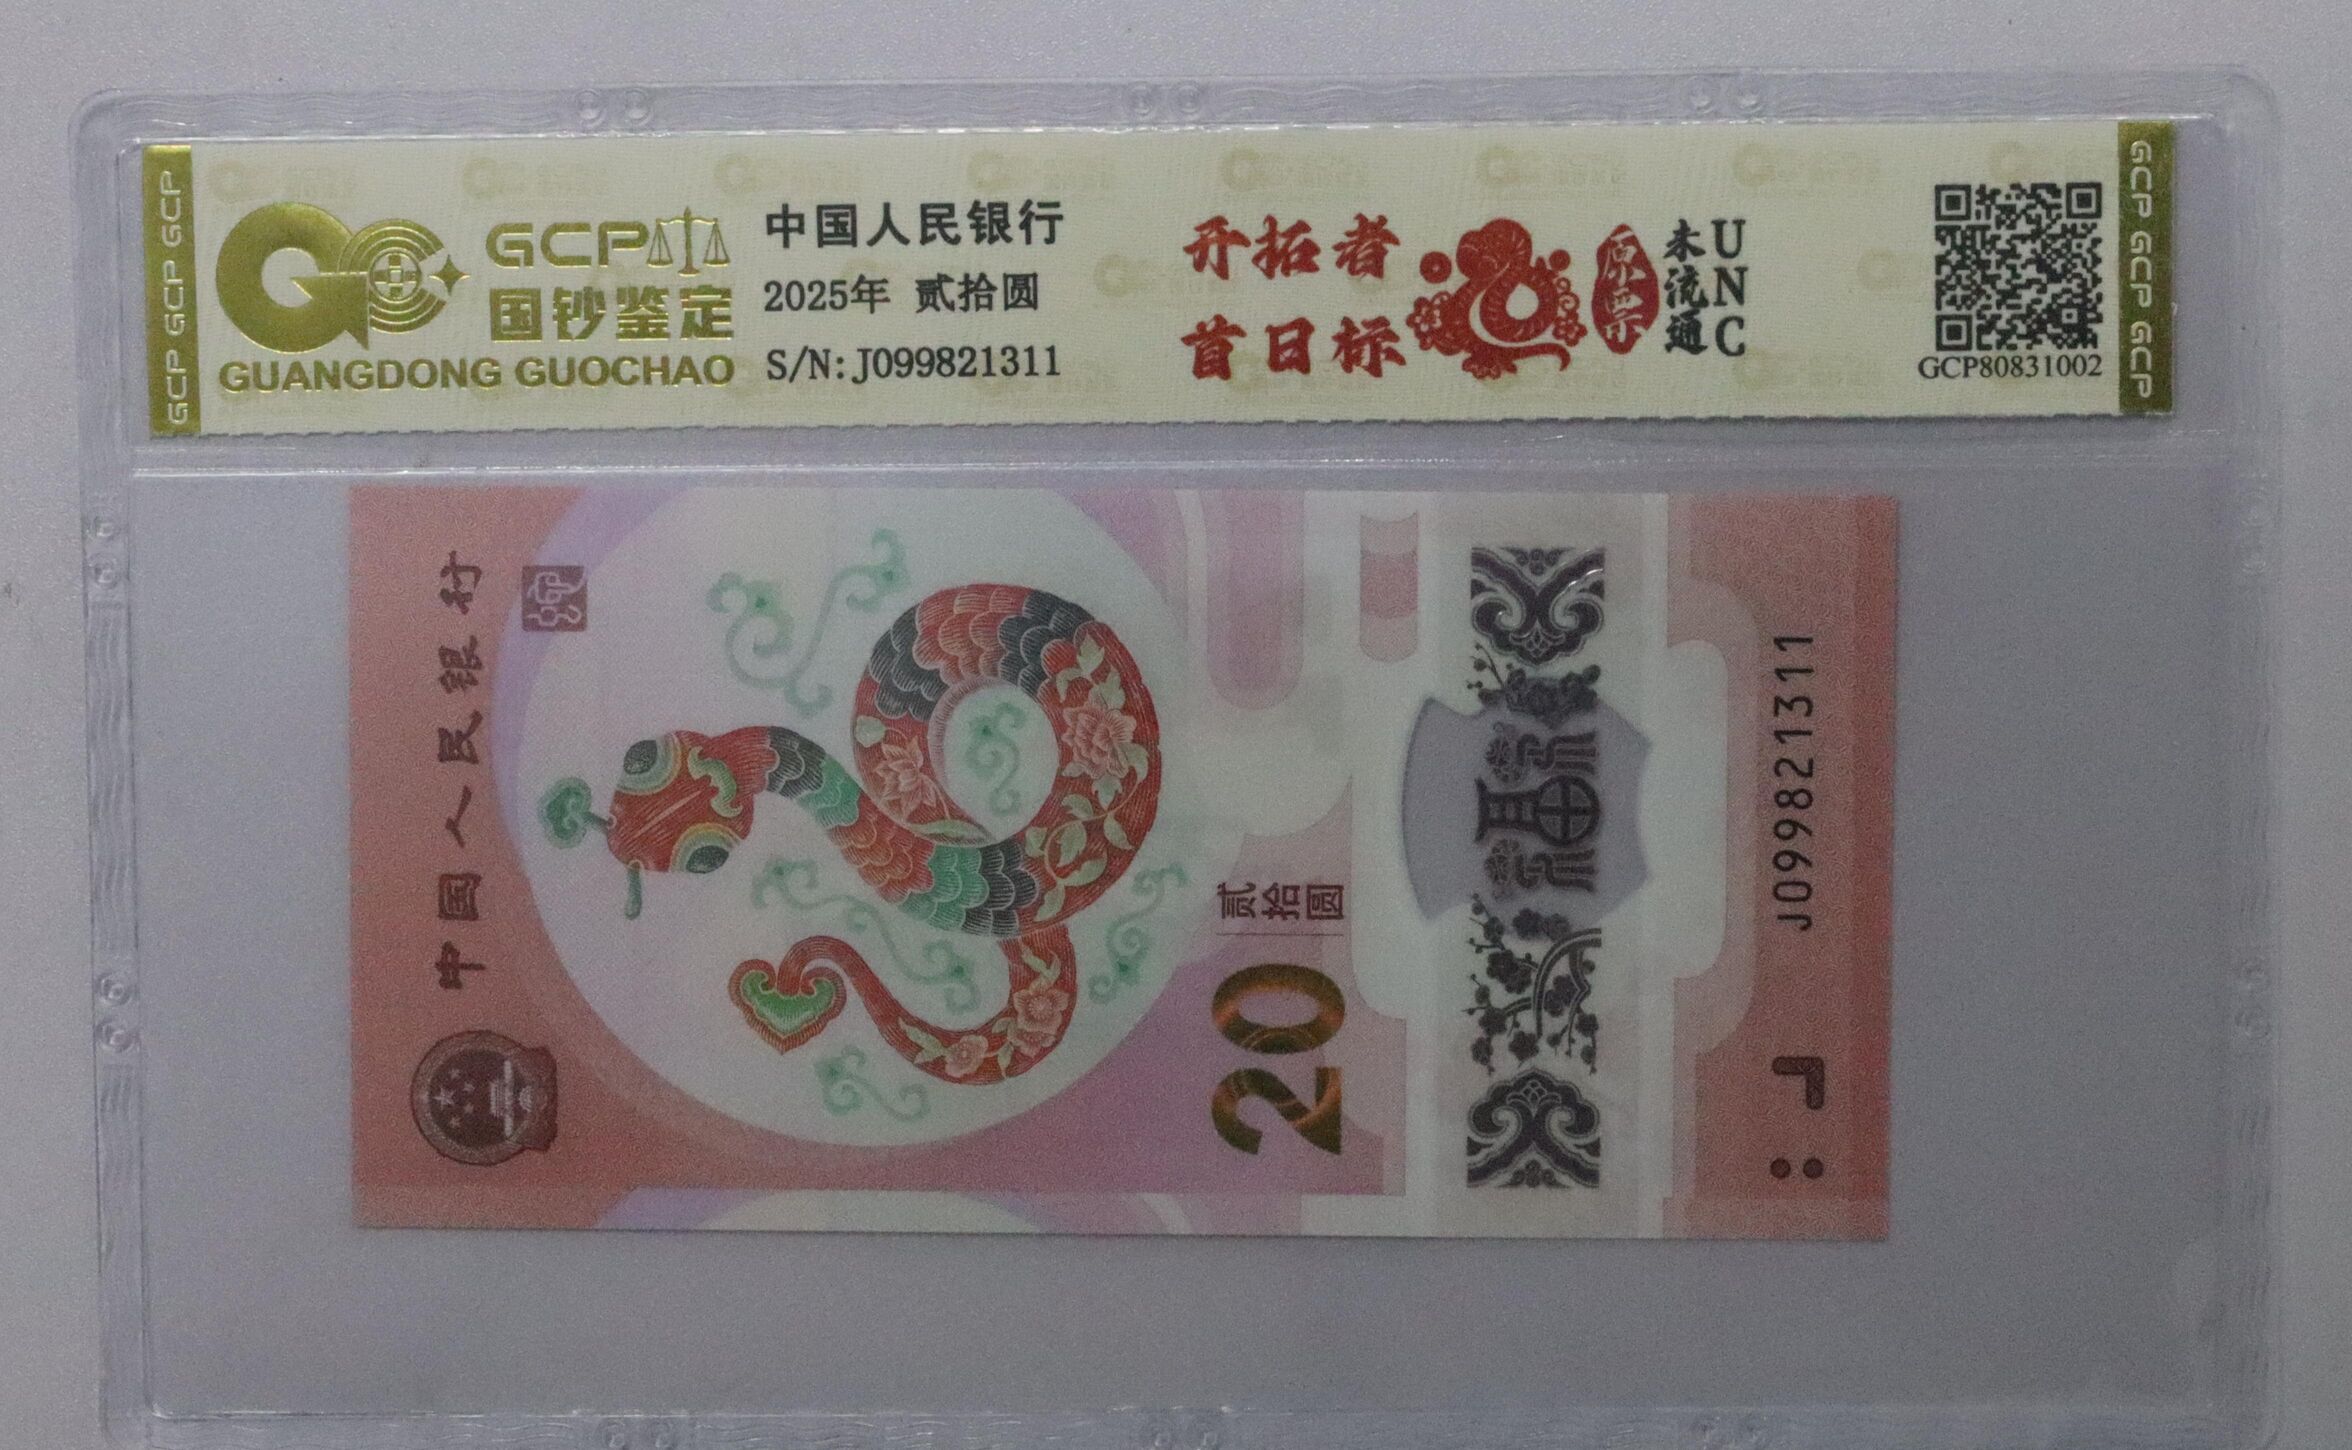 GCP GCP GCP
GCP
国钞鉴定
GUANGDONG GUOCHAO
中国人民银行
2025年 贰拾圆
S/N:J099821311
开拓者
首日标
原票
未流通
UNC
GCP80831002
GCP GCP GCP
中国人民银行
贰拾圆
20
福
J099821311